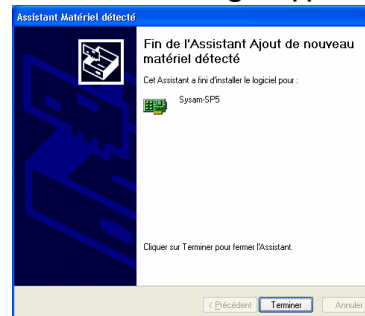 Assistant Matériel détecté
Fin de l'Assistant Ajout de nouveau
matériel détecté
Cet Assistant a fini d'installer le logiciel pour :
Sysam-SP5
Cliquer sur Terminer pour fermer l'Assistant.
< Précédent Terminer Annuler